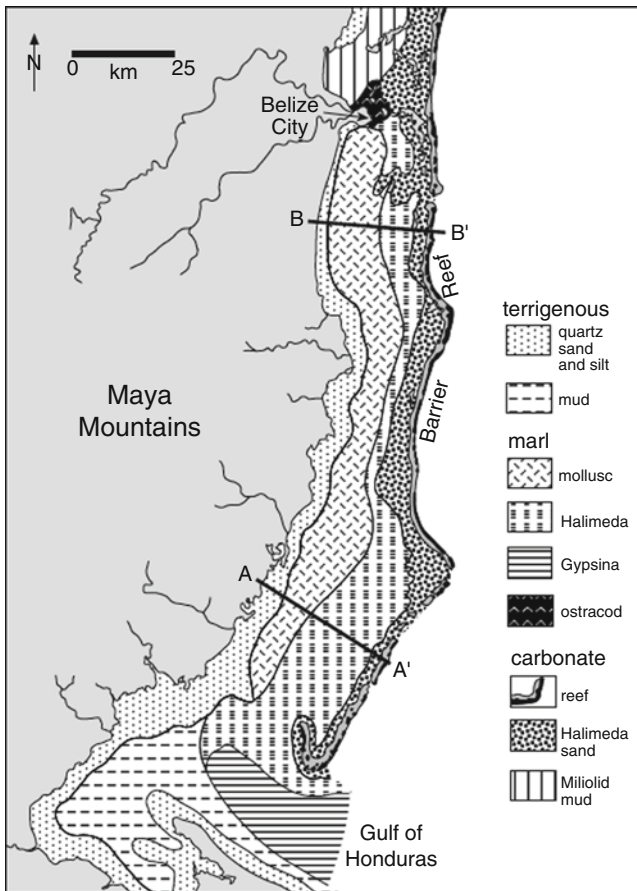 N
0 25
km
Belize
City
B
B'
Reef
Barrier
Maya
Mountains
A
A'
Gulf of
Honduras
terrigenous
quartz
sand
and silt
mud
marl
mollusc
Halimeda
Gypsina
ostracod
carbonate
reef
Halimeda
sand
Miliolid
mud